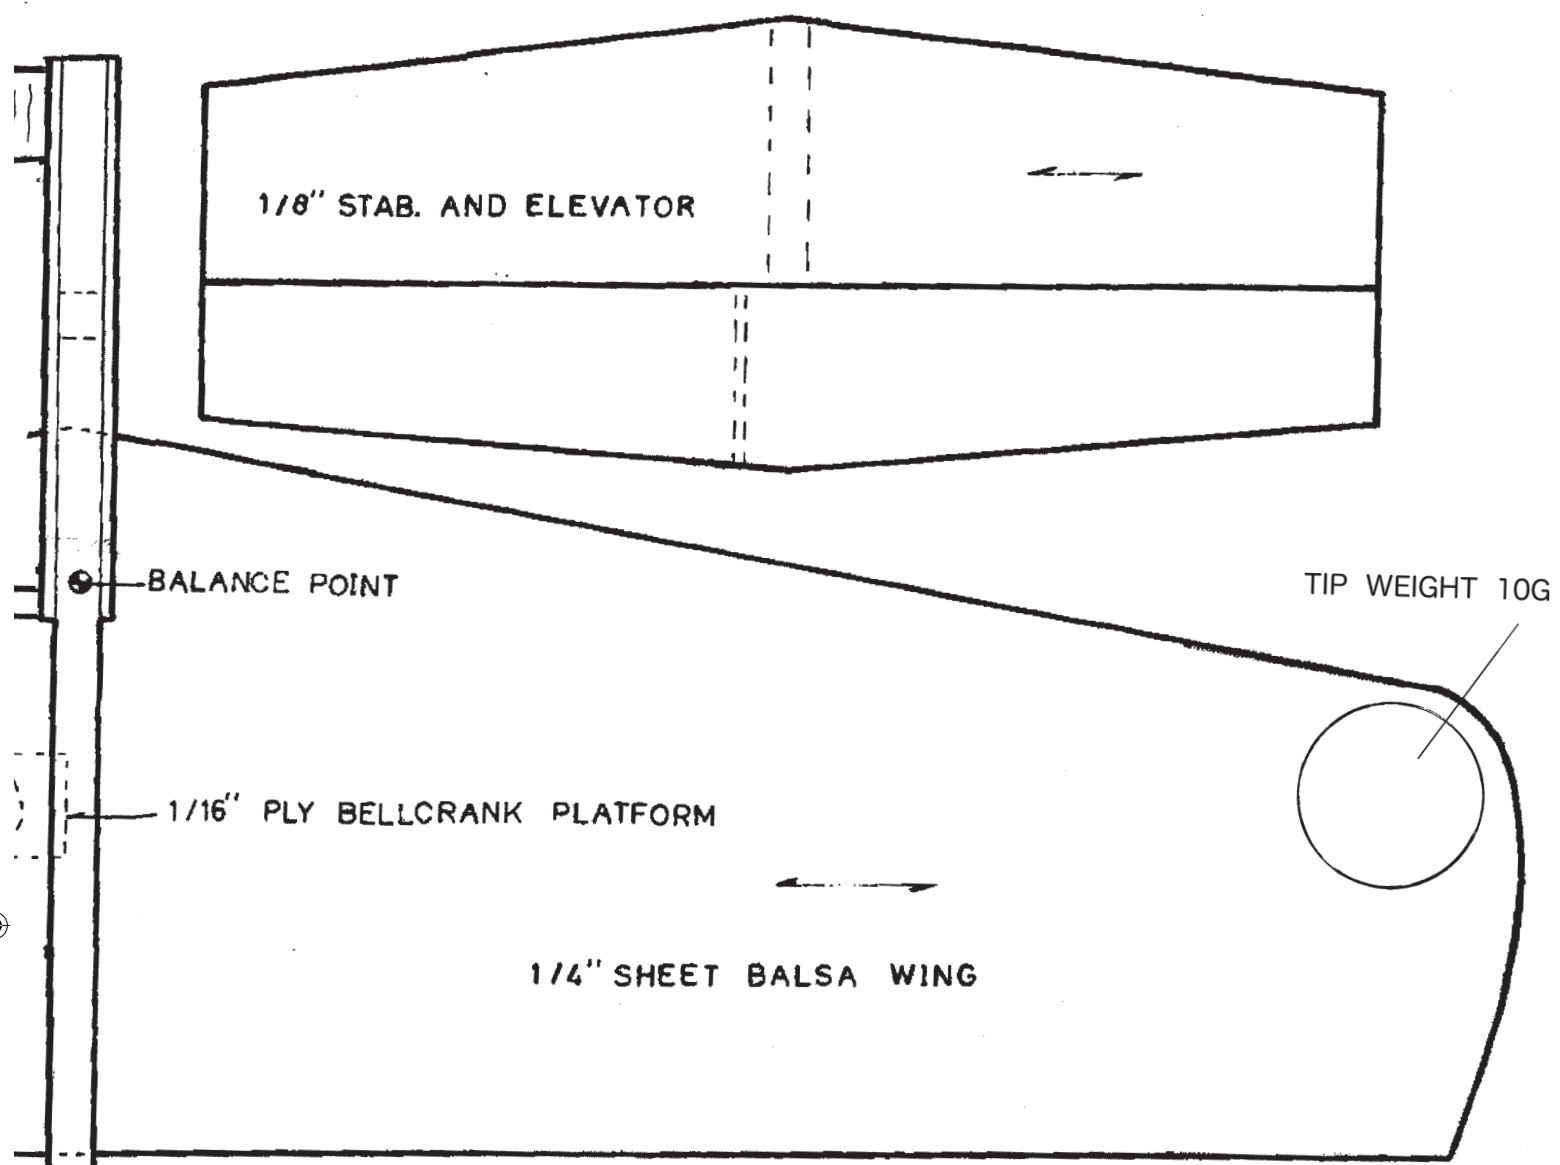 1/8" STAB. AND ELEVATOR
BALANCE POINT
TIP WEIGHT 10G
1/16" PLY BELLCRANK PLATFORM
1/4" SHEET BALSA WING